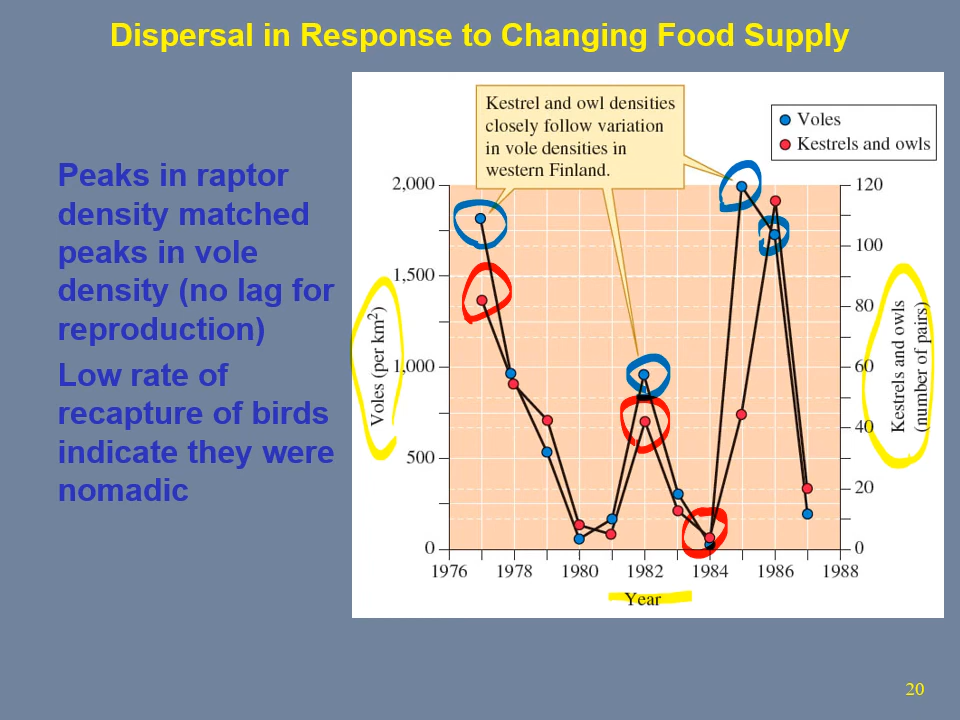 Dispersal in Response to Changing Food Supply
Peaks in raptor
density matched
peaks in vole
density (no lag for
reproduction)
Low rate of
recapture of birds
indicate they were
nomadic
Kestrel and owl densities
closely follow variation
in vole densities in
western Finland.
Voles
Kestrels and owls
Voles (per km²)
2,000
1,500
1,000
500
0
120
100
80
60
40
20
0
Kestrels and owls
(number of pairs)
1976 1978 1980 1982 1984 1986 1988
Year
20